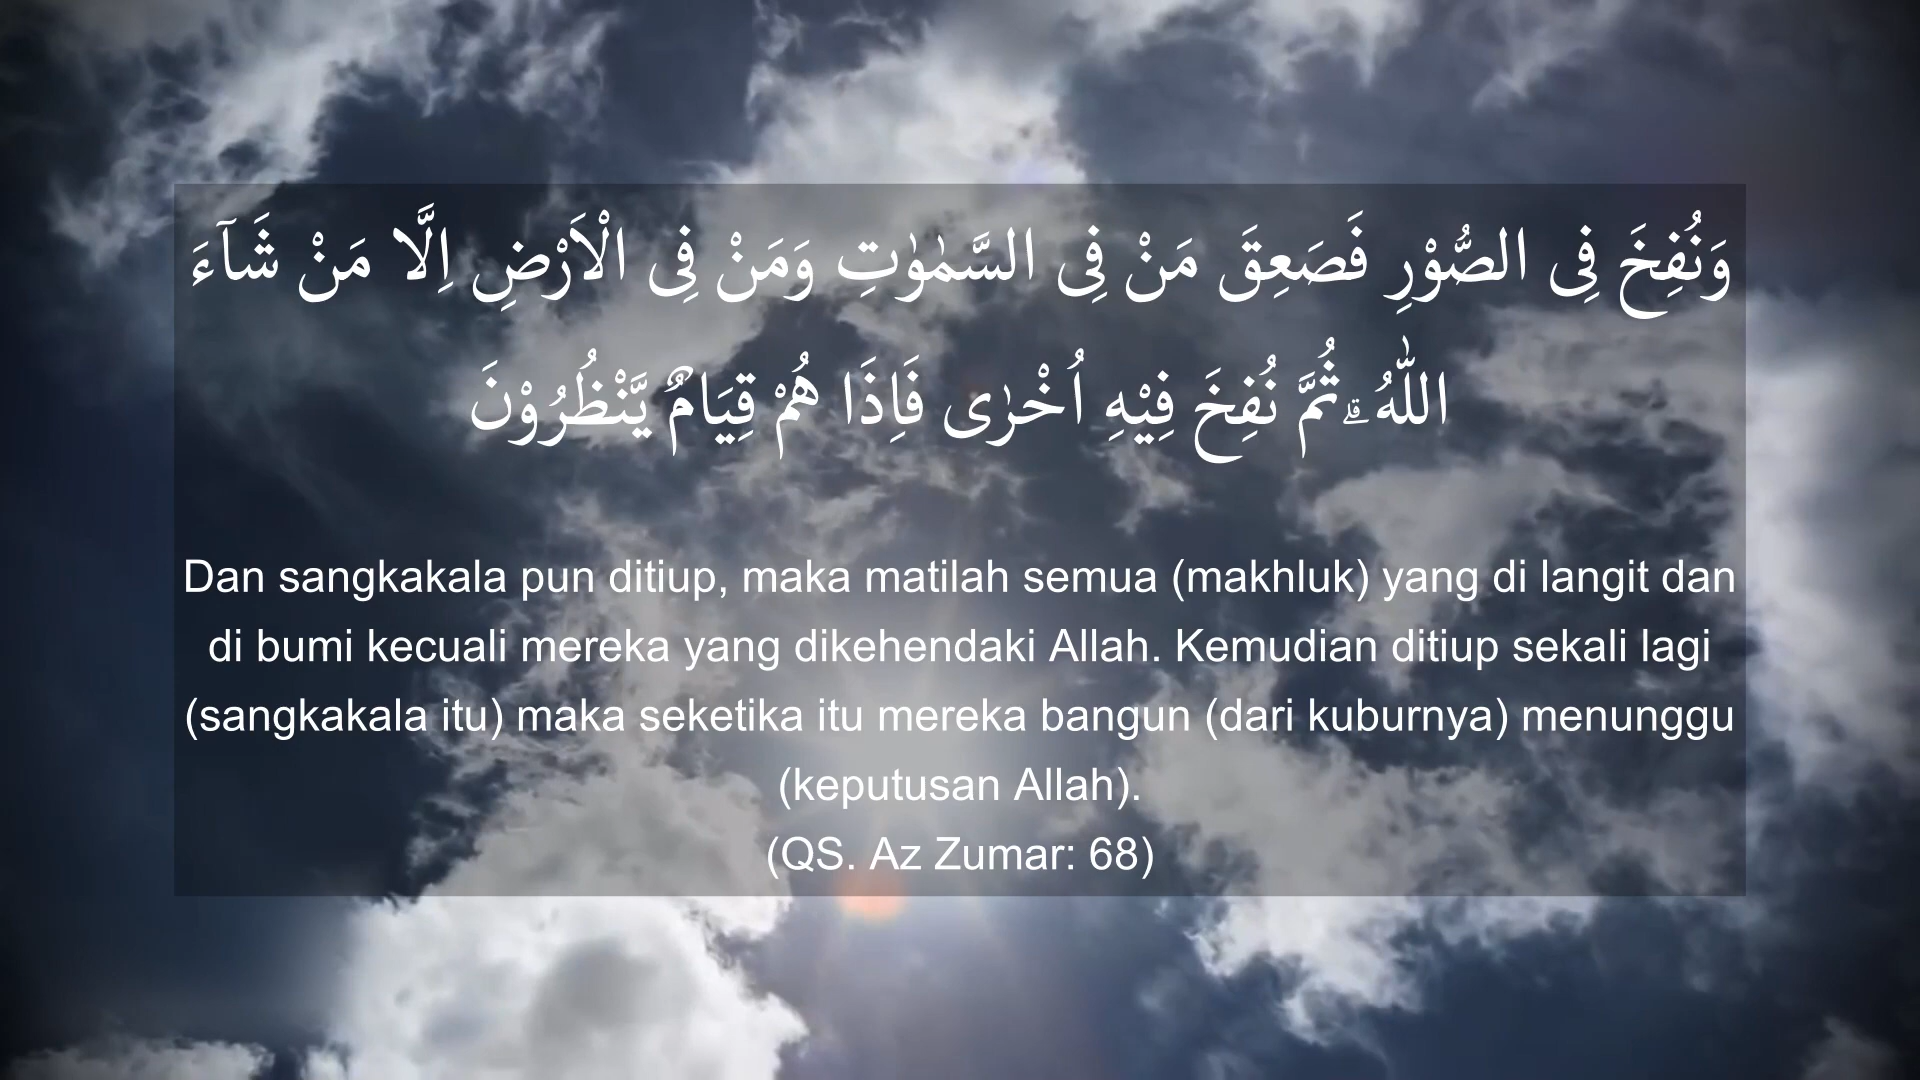 وَنُفِخَ فِى الصُّوْرِ فَصَعِقَ مَنْ فِى السَّمٰوٰتِ وَمَنْ فِى الْاَرْضِ اِلَّا مَنْ شَاۤءَ
اللّٰهُ ۗ ثُمَّ نُفِخَ فِيْهِ اُخْرٰى فَاِذَا هُمْ قِيَامٌ يَّنْظُرُوْنَ
Dan sangkakala pun ditiup, maka matilah semua (makhluk) yang di langit dan
di bumi kecuali mereka yang dikehendaki Allah. Kemudian ditiup sekali lagi
(sangkakala itu) maka seketika itu mereka bangun (dari kuburnya) menunggu
(keputusan Allah).
(QS. Az Zumar: 68)